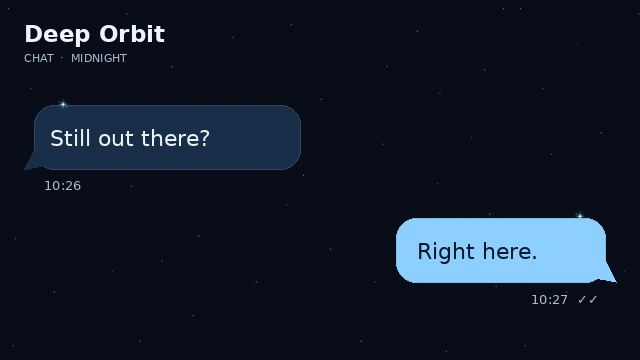 Deep Orbit
CHAT · MIDNIGHT
Still out there?
10:26
Right here.
10:27 ✓✓